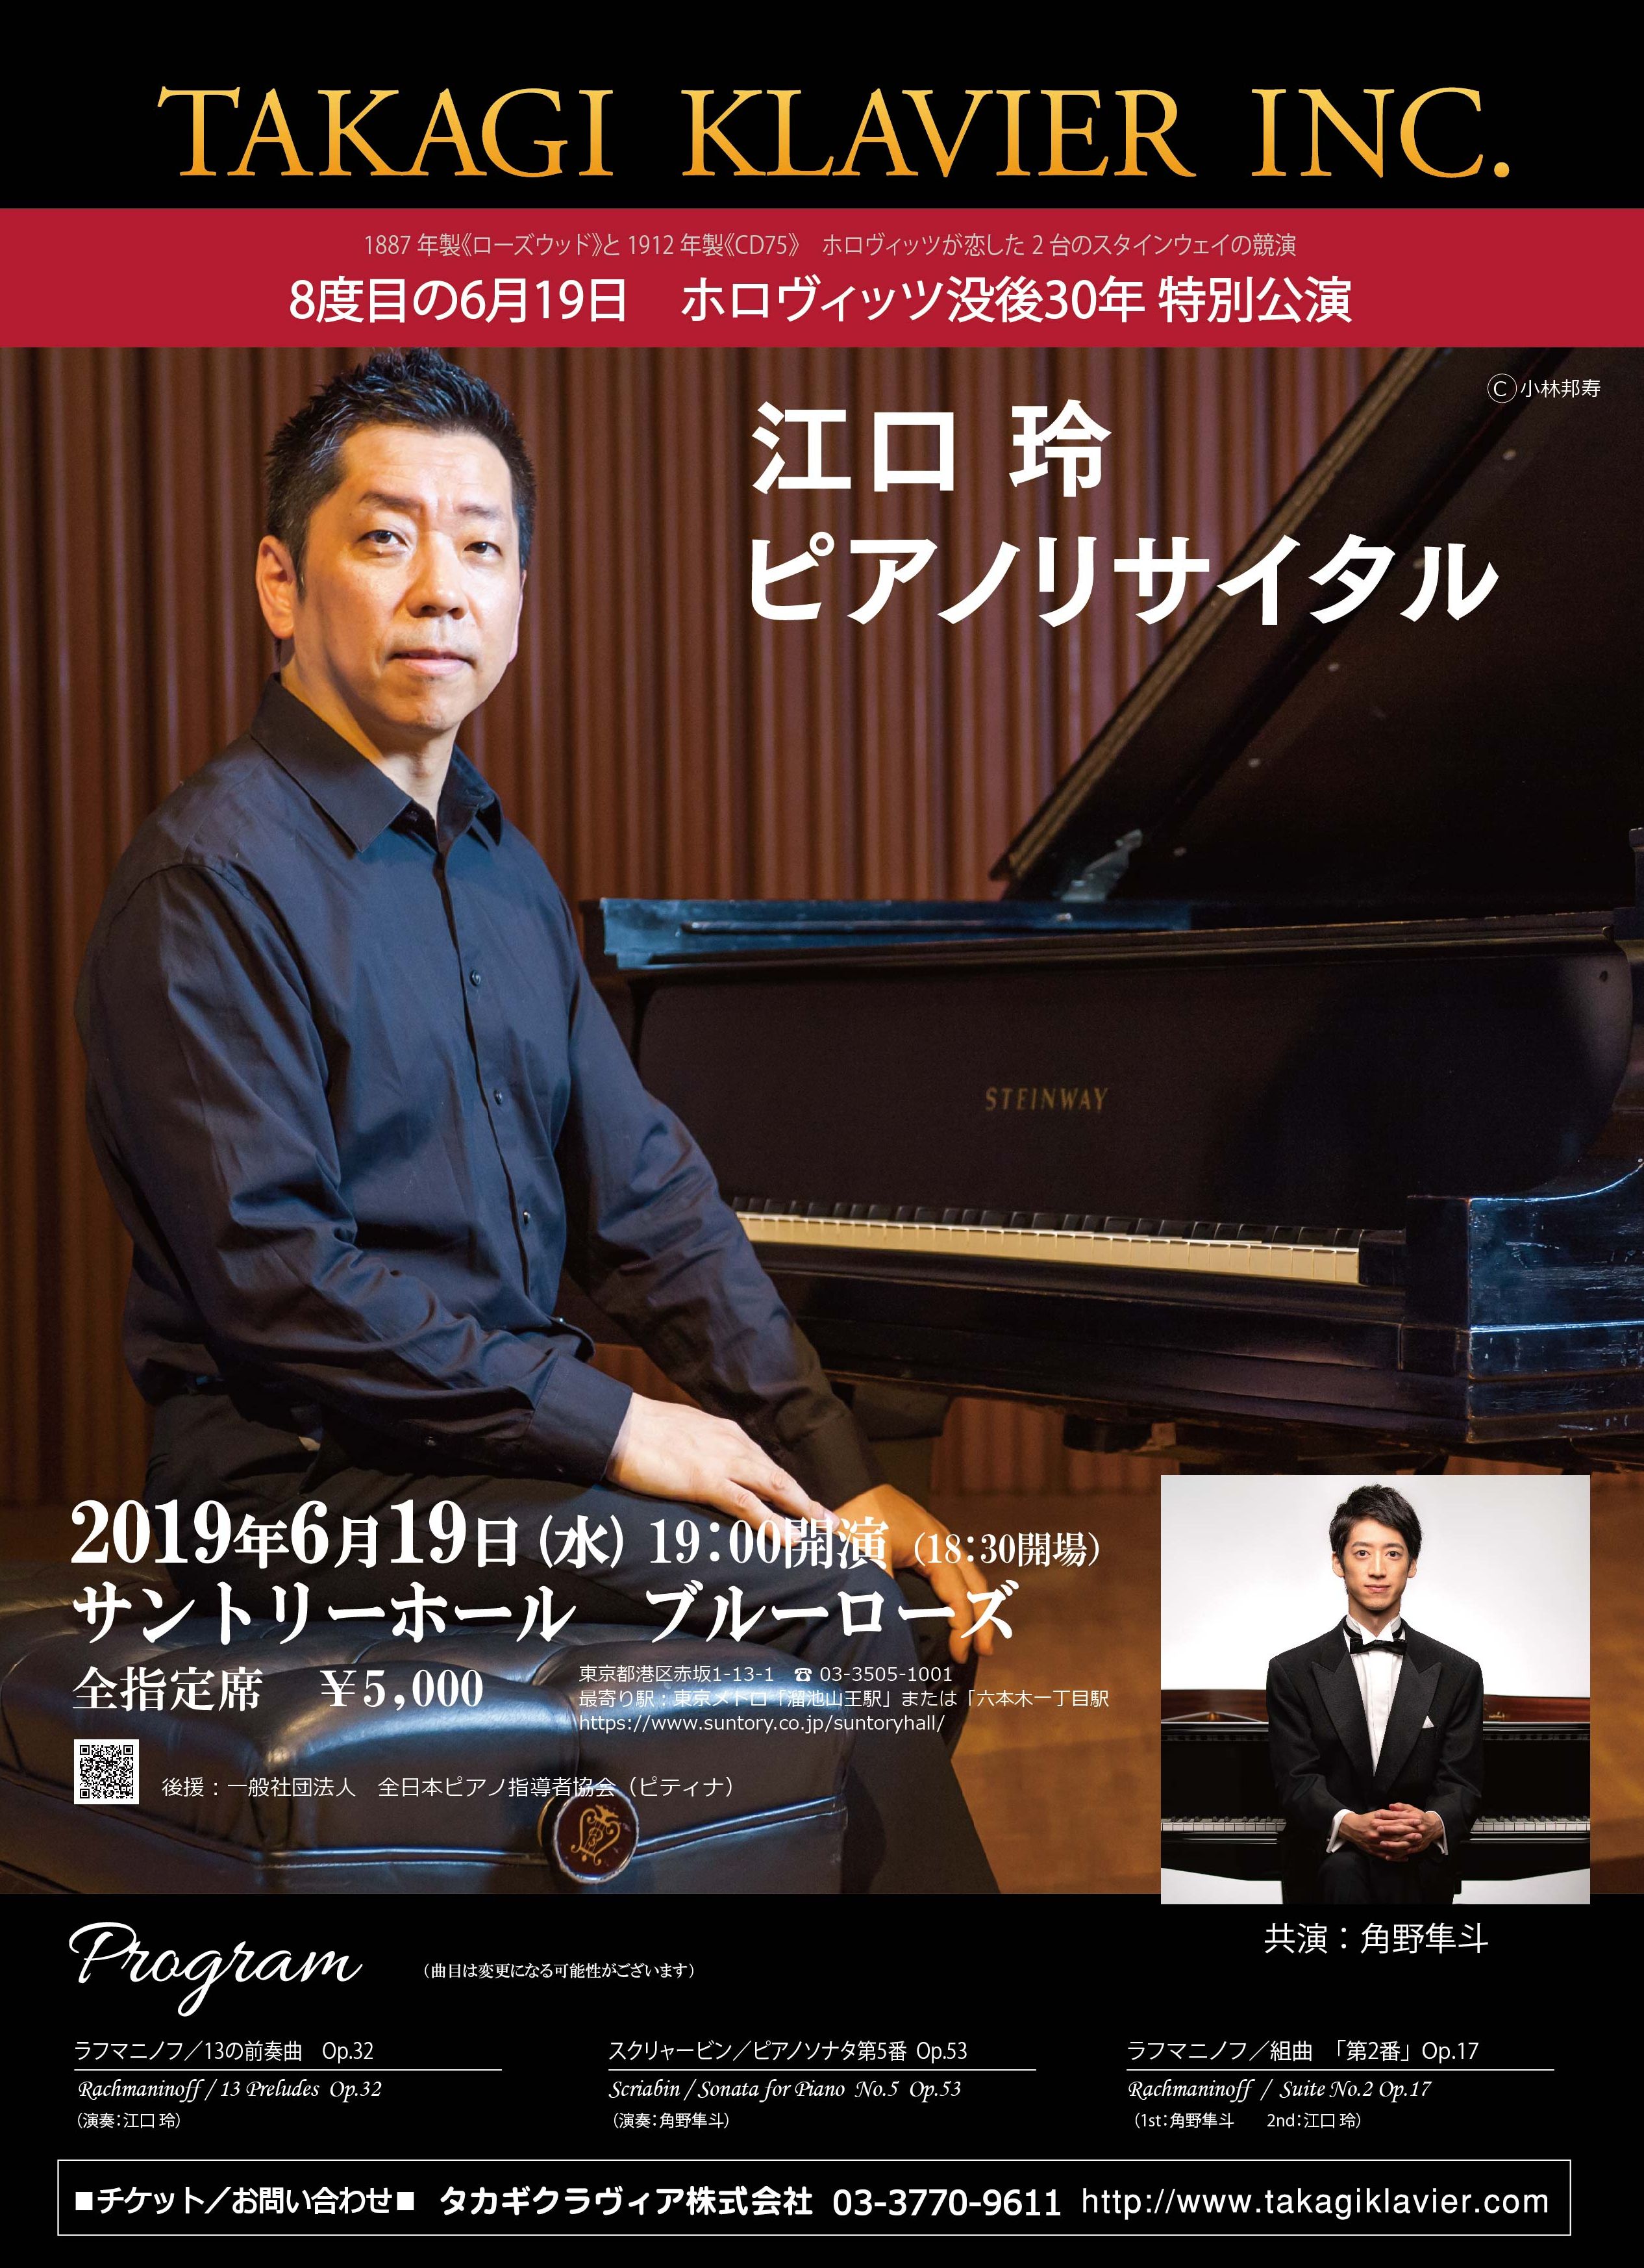 TAKAGI KLAVIER INC.
1887年製《ローズウッド》と1912年製《CD75》　ホロヴィッツが恋した2台のスタインウェイの競演
8度目の6月19日　ホロヴィッツ没後30年 特別公演
Ⓒ小林邦寿
江口 玲
ピアノリサイタル
STEINWAY
2019年6月19日（水）19：00開演（18：30開場）
サントリーホール　ブルーローズ
全指定席　￥5,000
東京都港区赤坂1-13-1　☎ 03-3505-1001
最寄り駅：東京メトロ「溜池山王駅」または「六本木一丁目駅
https://www.suntory.co.jp/suntoryhall/
後援：一般社団法人　全日本ピアノ指導者協会（ピティナ）
共演：角野隼斗
Program　（曲目は変更になる可能性がございます）
ラフマニノフ／13の前奏曲　Op.32
Rachmaninoff / 13 Preludes Op.32
（演奏：江口 玲）
スクリャービン／ピアノソナタ第5番 Op.53
Scriabin / Sonata for Piano No.5 Op.53
（演奏：角野隼斗）
ラフマニノフ／組曲　「第2番」Op.17
Rachmaninoff / Suite No.2 Op.17
（1st：角野隼斗　　2nd：江口 玲）
■チケット／お問い合わせ■ タカギクラヴィア株式会社 03-3770-9611 http://www.takagiklavier.com